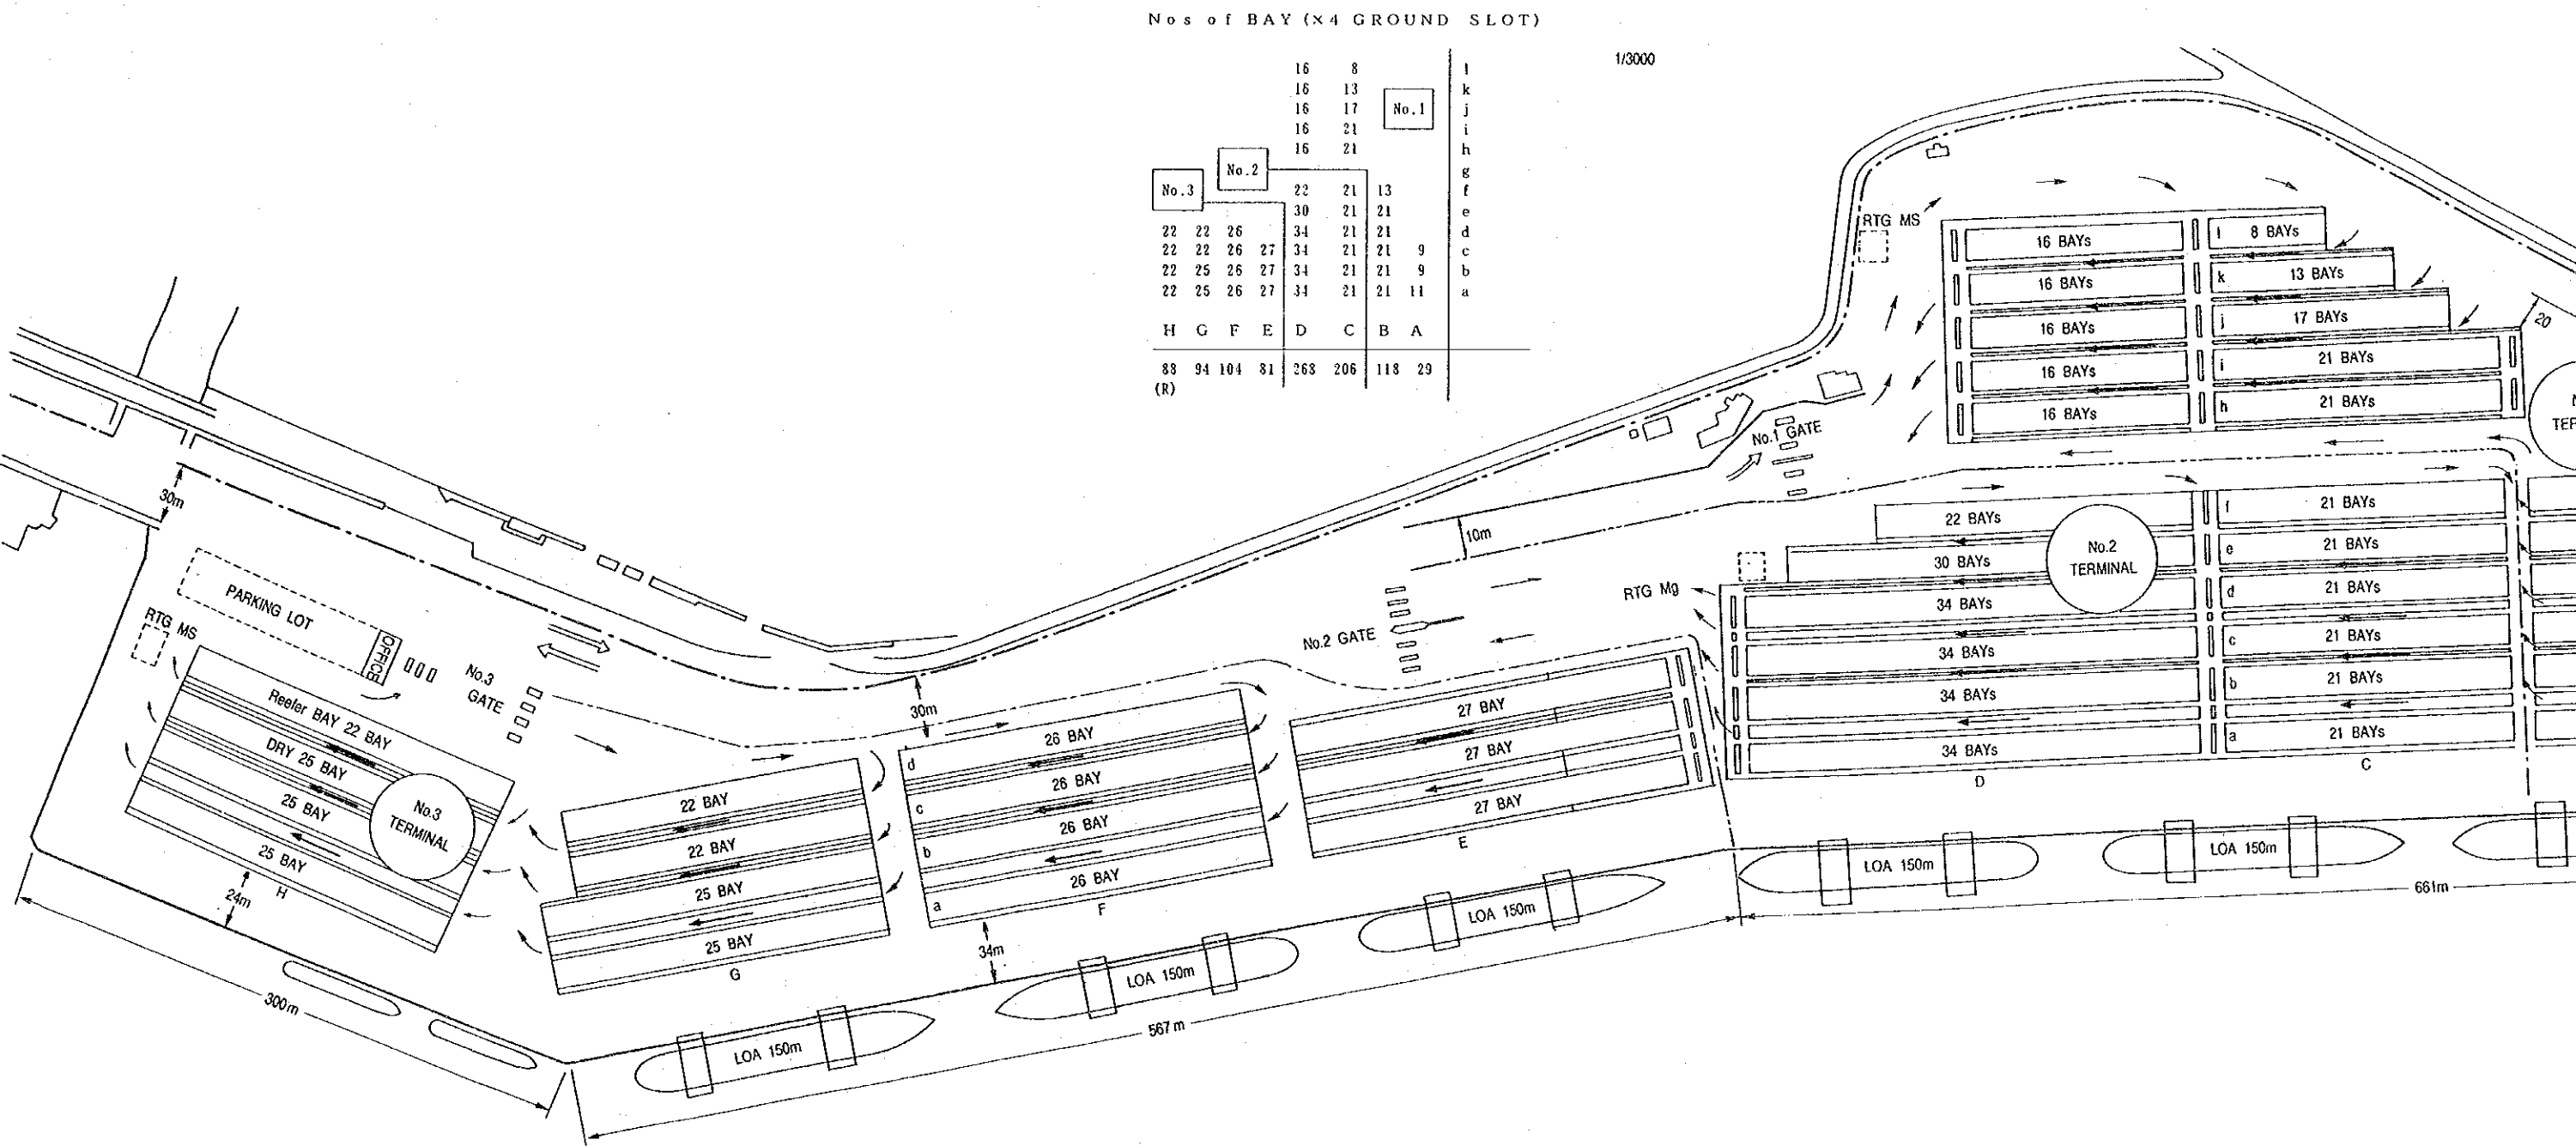 Nos of BAY (×4 GROUND SLOT)
1/3000
16 8 l
16 13 k
16 17 No.1 j
16 21 i
16 21 h
No.2 g
No.3 22 21 13 f
30 21 21 e
22 22 26 34 21 21 d
22 22 26 27 34 21 21 9 c
22 25 26 27 34 21 21 9 b
22 25 26 27 34 21 21 11 a
H G F E D C B A
88 94 104 81 268 206 118 29
(R)
RTG MS
16 BAYs l 8 BAYs
16 BAYs k 13 BAYs
16 BAYs j 17 BAYs
16 BAYs i 21 BAYs
16 BAYs h 21 BAYs
20
No.1 GATE
10m
22 BAYs f 21 BAYs
30 BAYs e 21 BAYs
No.2
TERMINAL
34 BAYs d 21 BAYs
34 BAYs c 21 BAYs
34 BAYs b 21 BAYs
34 BAYs a 21 BAYs
D
C
RTG Mg
No.2 GATE
30m
PARKING LOT
OFFICE
RTG MS
No.3
GATE
Reefer BAY 22 BAY
DRY 25 BAY
25 BAY
25 BAY
H
No.3
TERMINAL
24m
300m
22 BAY
22 BAY
25 BAY
25 BAY
G
30m
d 26 BAY
c 26 BAY
b 26 BAY
a 26 BAY
F
34m
27 BAY
27 BAY
27 BAY
E
LOA 150m
LOA 150m
LOA 150m
LOA 150m
LOA 150m
567m
661m